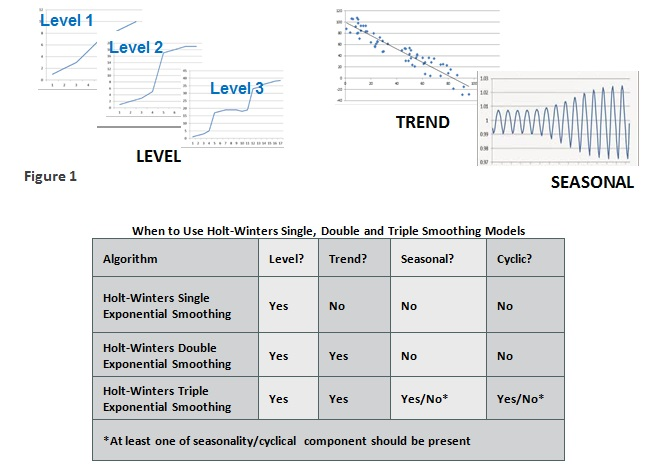 Level 1
Level 2
Level 3
LEVEL
TREND
SEASONAL
Figure 1
When to Use Holt-Winters Single, Double and Triple Smoothing Models
Algorithm Level? Trend? Seasonal? Cyclic?
Holt-Winters Single
Exponential Smoothing Yes No No No
Holt-Winters Double
Exponential Smoothing Yes Yes No No
Holt-Winters Triple
Exponential Smoothing Yes Yes Yes/No* Yes/No*
*At least one of seasonality/cyclical component should be present